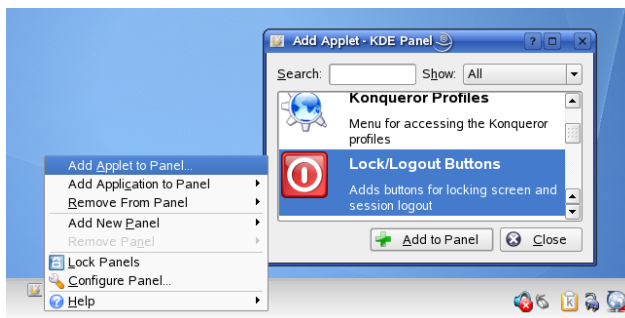 Add Applet - KDE Panel
Search:
Show: All
Konqueror Profiles
Menu for accessing the Konqueror
profiles
Lock/Logout Buttons
Adds buttons for locking screen and
session logout
Add to Panel
Close
Add Applet to Panel...
Add Application to Panel
Remove From Panel
Add New Panel
Remove Panel
Lock Panels
Configure Panel...
Help